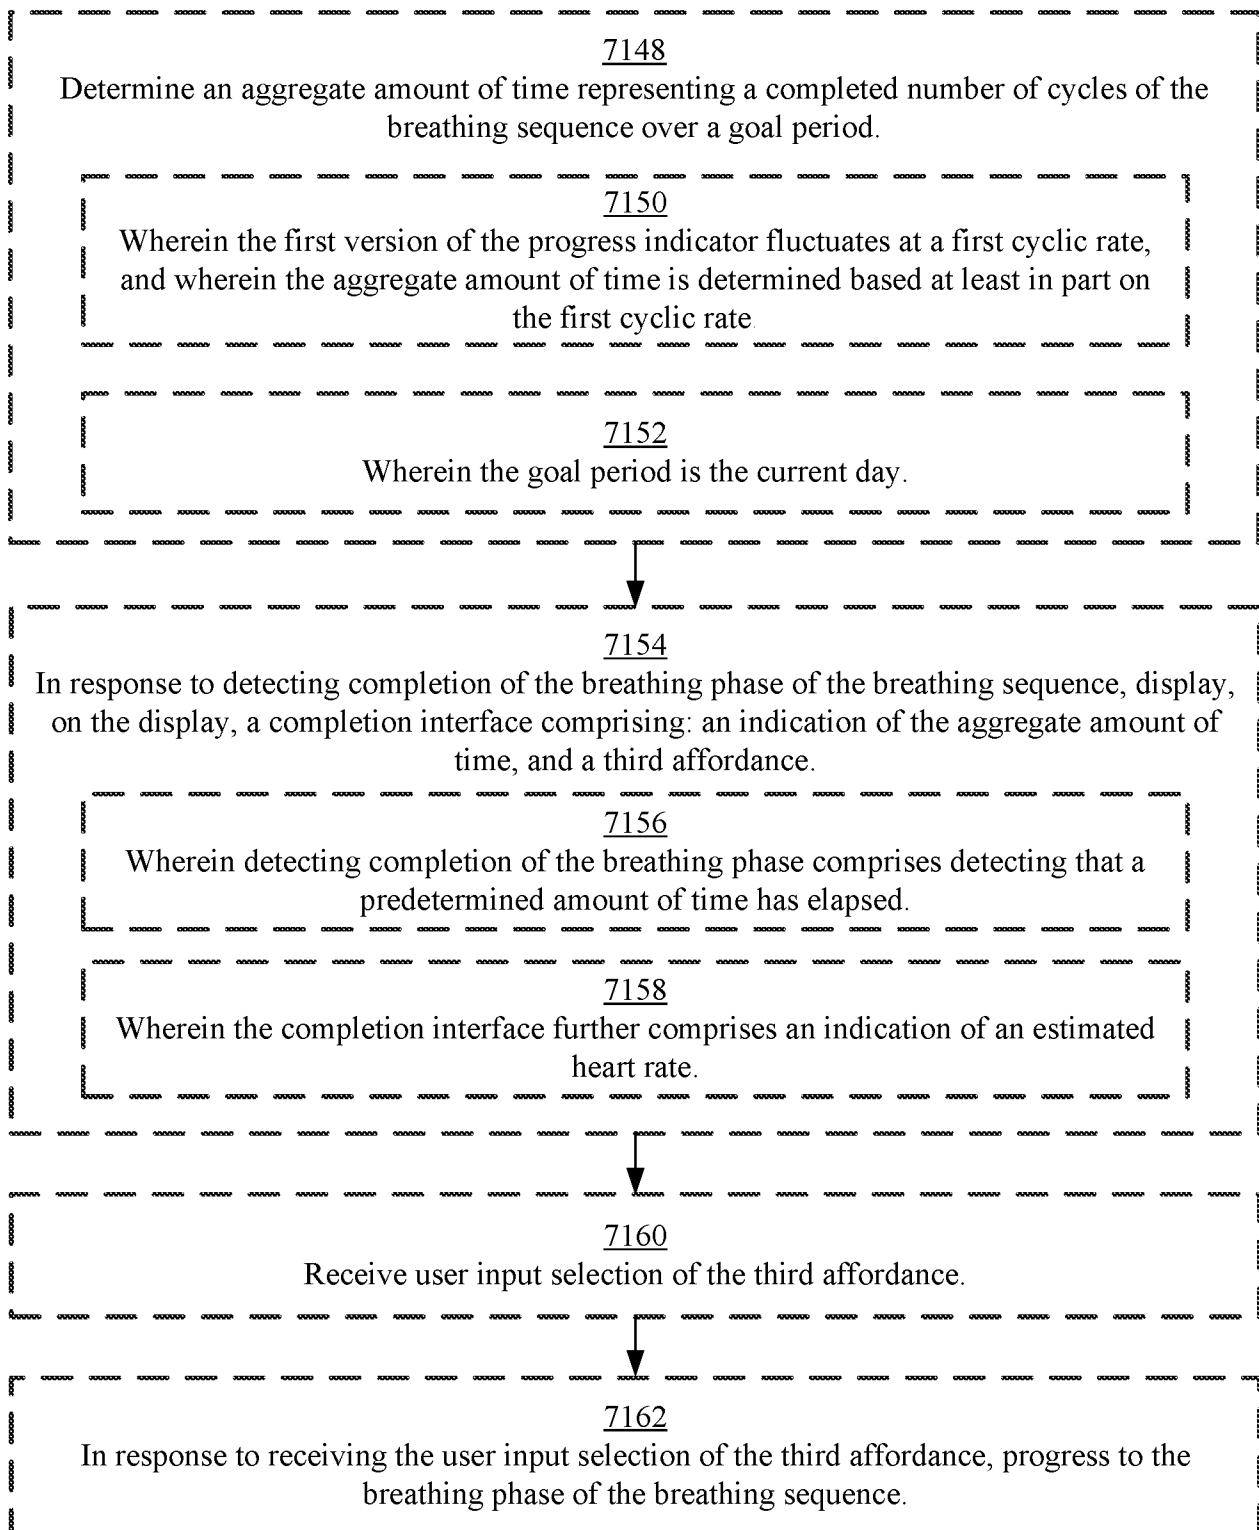 7148
Determine an aggregate amount of time representing a completed number of cycles of the
breathing sequence over a goal period.
7150
Wherein the first version of the progress indicator fluctuates at a first cyclic rate,
and wherein the aggregate amount of time is determined based at least in part on
the first cyclic rate.
7152
Wherein the goal period is the current day.
7154
In response to detecting completion of the breathing phase of the breathing sequence, display,
on the display, a completion interface comprising: an indication of the aggregate amount of
time, and a third affordance.
7156
Wherein detecting completion of the breathing phase comprises detecting that a
predetermined amount of time has elapsed.
7158
Wherein the completion interface further comprises an indication of an estimated
heart rate.
7160
Receive user input selection of the third affordance.
7162
In response to receiving the user input selection of the third affordance, progress to the
breathing phase of the breathing sequence.